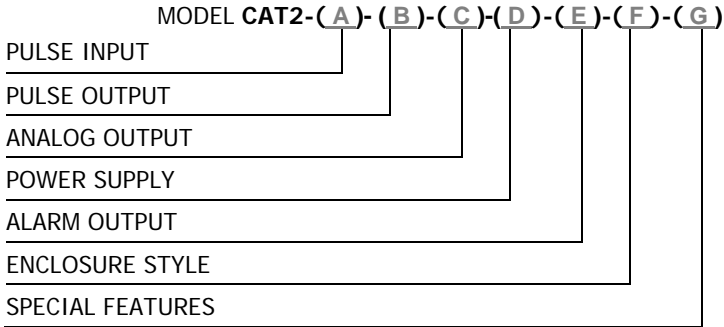 MODEL CAT2-(A)-(B)-(C)-(D)-(E)-(F)-(G)
PULSE INPUT
PULSE OUTPUT
ANALOG OUTPUT
POWER SUPPLY
ALARM OUTPUT
ENCLOSURE STYLE
SPECIAL FEATURES